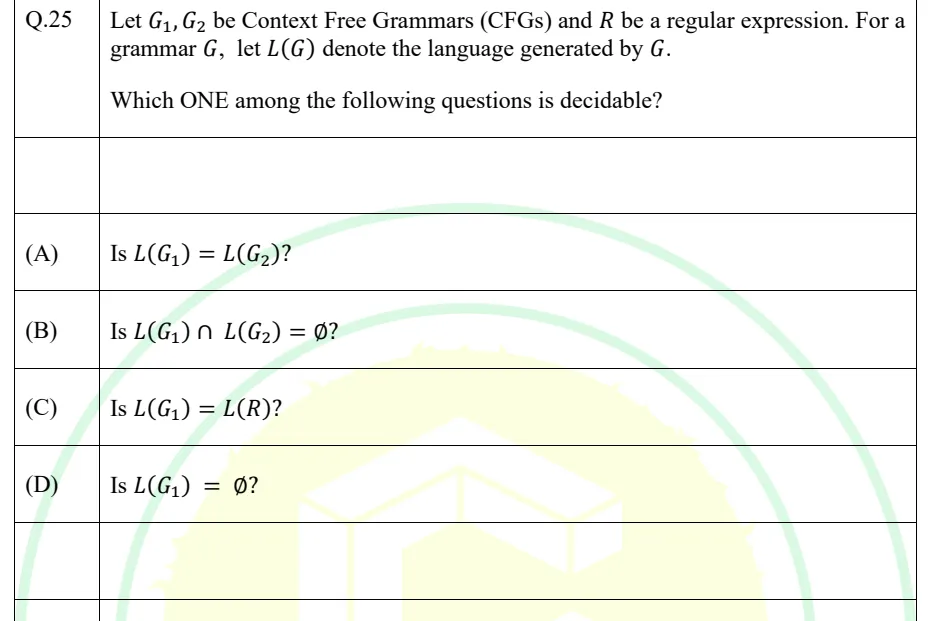 Q.25 Let G₁, G₂ be Context Free Grammars (CFGs) and R be a regular expression. For a
grammar G, let L(G) denote the language generated by G.
Which ONE among the following questions is decidable?
(A) Is L(G₁) = L(G₂)?
(B) Is L(G₁) ∩ L(G₂) = ∅?
(C) Is L(G₁) = L(R)?
(D) Is L(G₁) = ∅?